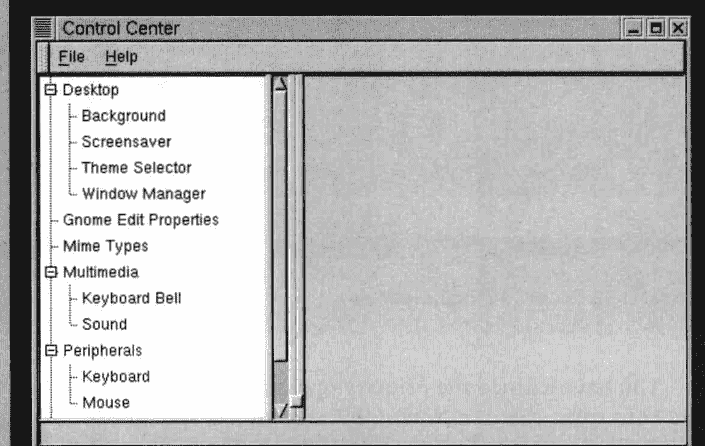 Control Center
File Help
Desktop
Background
Screensaver
Theme Selector
Window Manager
Gnome Edit Properties
Mime Types
Multimedia
Keyboard Bell
Sound
Peripherals
Keyboard
Mouse